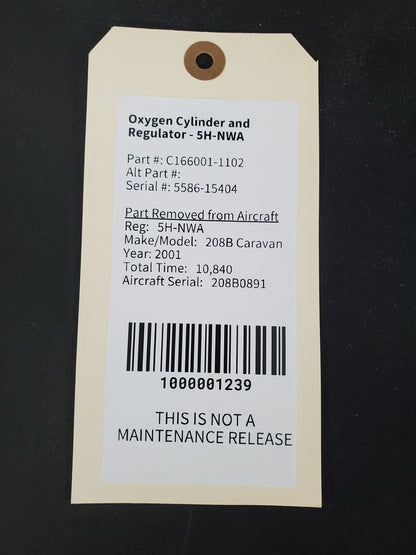 Oxygen Cylinder and
Regulator - 5H-NWA
Part #: C166001-1102
Alt Part #:
Serial #: 5586-15404
Part Removed from Aircraft
Reg: 5H-NWA
Make/Model: 208B Caravan
Year: 2001
Total Time: 10,840
Aircraft Serial: 208B0891
1000001239
THIS IS NOT A
MAINTENANCE RELEASE